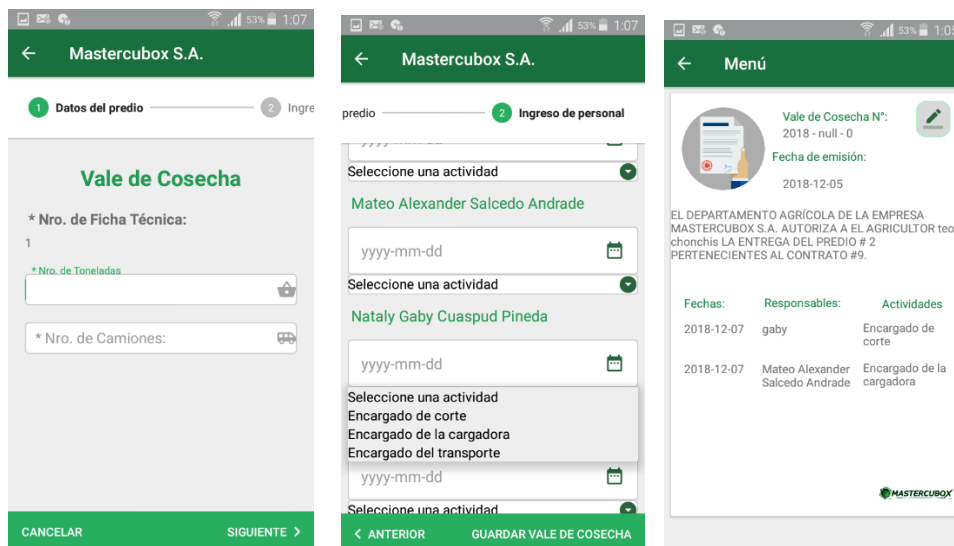 53% 1:07
Mastercubox S.A.
1 Datos del predio
2 Ingre
Vale de Cosecha
* Nro. de Ficha Técnica:
1
* Nro. de Toneladas
* Nro. de Camiones:
CANCELAR
SIGUIENTE
53% 1:07
Mastercubox S.A.
predio
2 Ingreso de personal
Seleccione una actividad
Mateo Alexander Salcedo Andrade
yyyy-mm-dd
Seleccione una actividad
Nataly Gaby Cuaspud Pineda
yyyy-mm-dd
Seleccione una actividad
Encargado de corte
Encargado de la cargadora
Encargado del transporte
yyyy-mm-dd
Seleccione una actividad
ANTERIOR
GUARDAR VALE DE COSECHA
53% 1:05
Menú
Vale de Cosecha N°:
2018 - null - 0
Fecha de emisión:
2018-12-05
EL DEPARTAMENTO AGRÍCOLA DE LA EMPRESA
MASTERCUBOX S.A. AUTORIZA A EL AGRICULTOR teo
chonchis LA ENTREGA DEL PREDIO # 2
PERTENECIENTES AL CONTRATO #9.
Fechas: Responsables: Actividades
2018-12-07 gaby Encargado de
corte
2018-12-07 Mateo Alexander Encargado de la
Salcedo Andrade cargadora
MASTERCUBOX